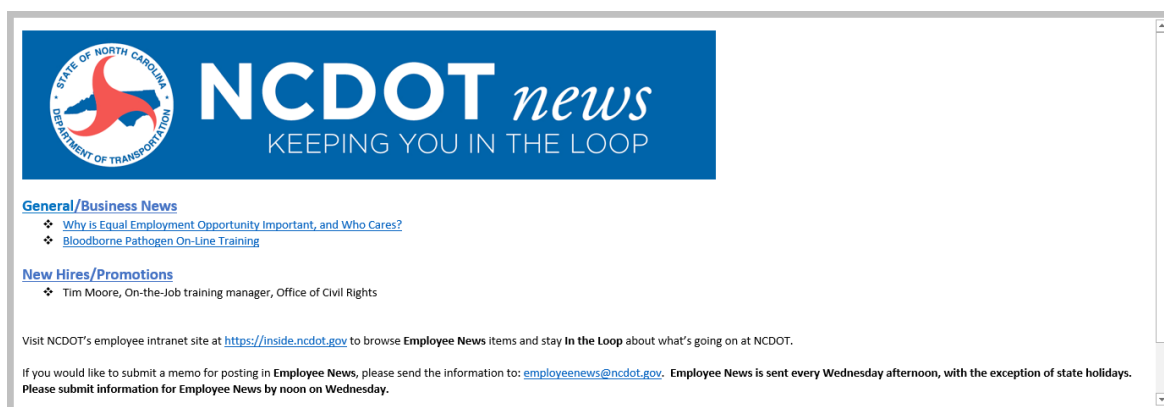 STATE OF NORTH CAROLINA
DEPARTMENT OF TRANSPORTATION
NCDOT news
KEEPING YOU IN THE LOOP
General/Business News
❖ Why is Equal Employment Opportunity Important, and Who Cares?
❖ Bloodborne Pathogen On-Line Training
New Hires/Promotions
❖ Tim Moore, On-the-Job training manager, Office of Civil Rights
Visit NCDOT’s employee intranet site at https://inside.ncdot.gov to browse Employee News items and stay In the Loop about what’s going on at NCDOT.
If you would like to submit a memo for posting in Employee News, please send the information to: employeenews@ncdot.gov. Employee News is sent every Wednesday afternoon, with the exception of state holidays.
Please submit information for Employee News by noon on Wednesday.